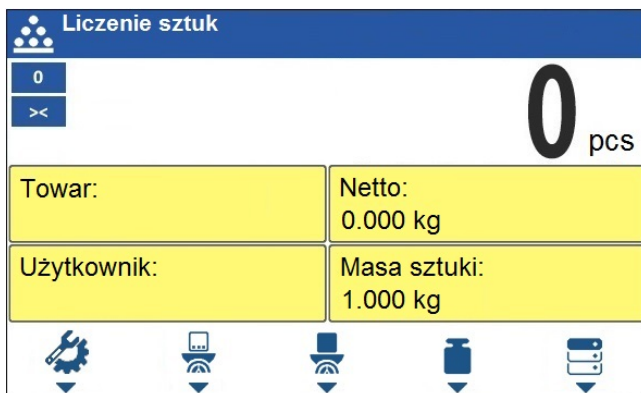 Liczenie sztuk
0
><
0 pcs
Towar:
Netto:
0.000 kg
Użytkownik:
Masa sztuki:
1.000 kg